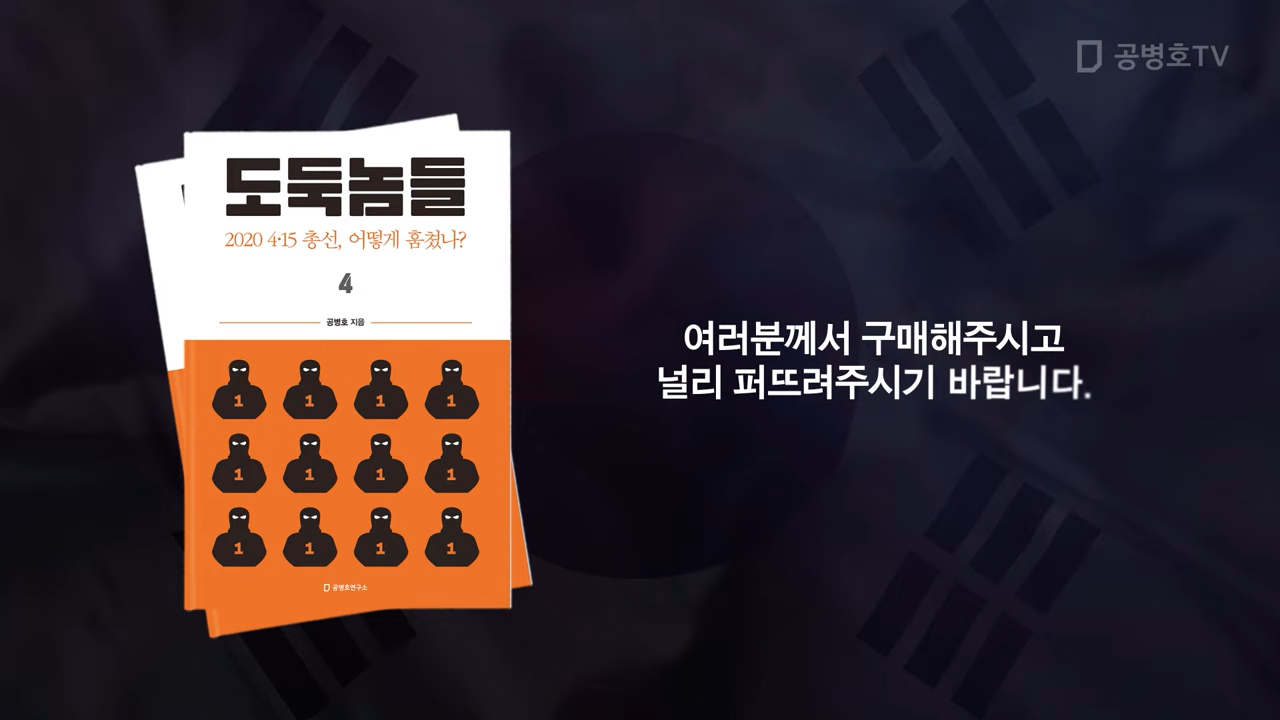 공병호TV
도둑놈들
2020 4·15 총선, 어떻게 훔쳤나?
4
공병호 지음
1 1 1 1
1 1 1 1
1 1 1 1
공병호연구소
여러분께서 구매해주시고
널리 퍼뜨려주시기 바랍니다.